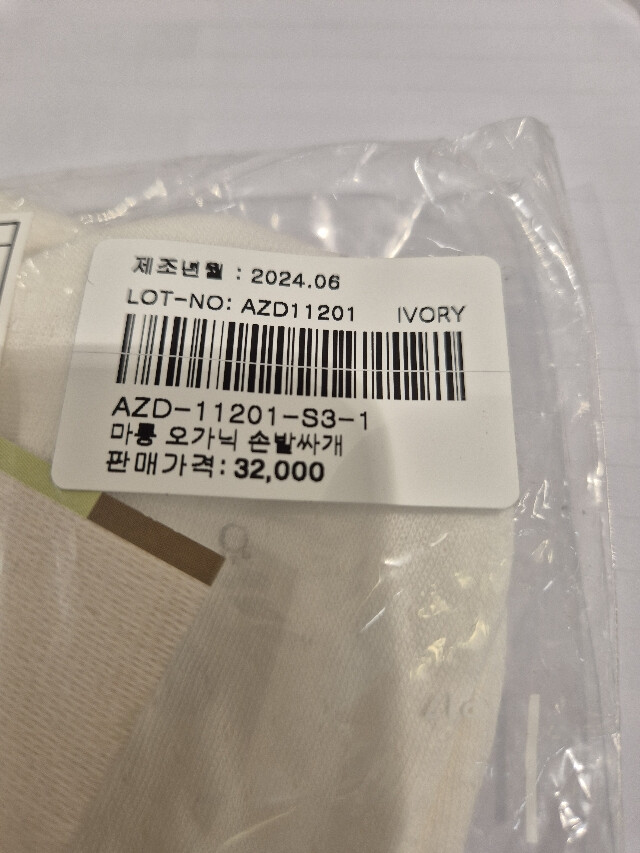 제조년월 : 2024.06
LOT-NO: AZD11201 IVORY
AZD-11201-S3-1
마롱 오가닉 손발싸개
판매가격: 32,000